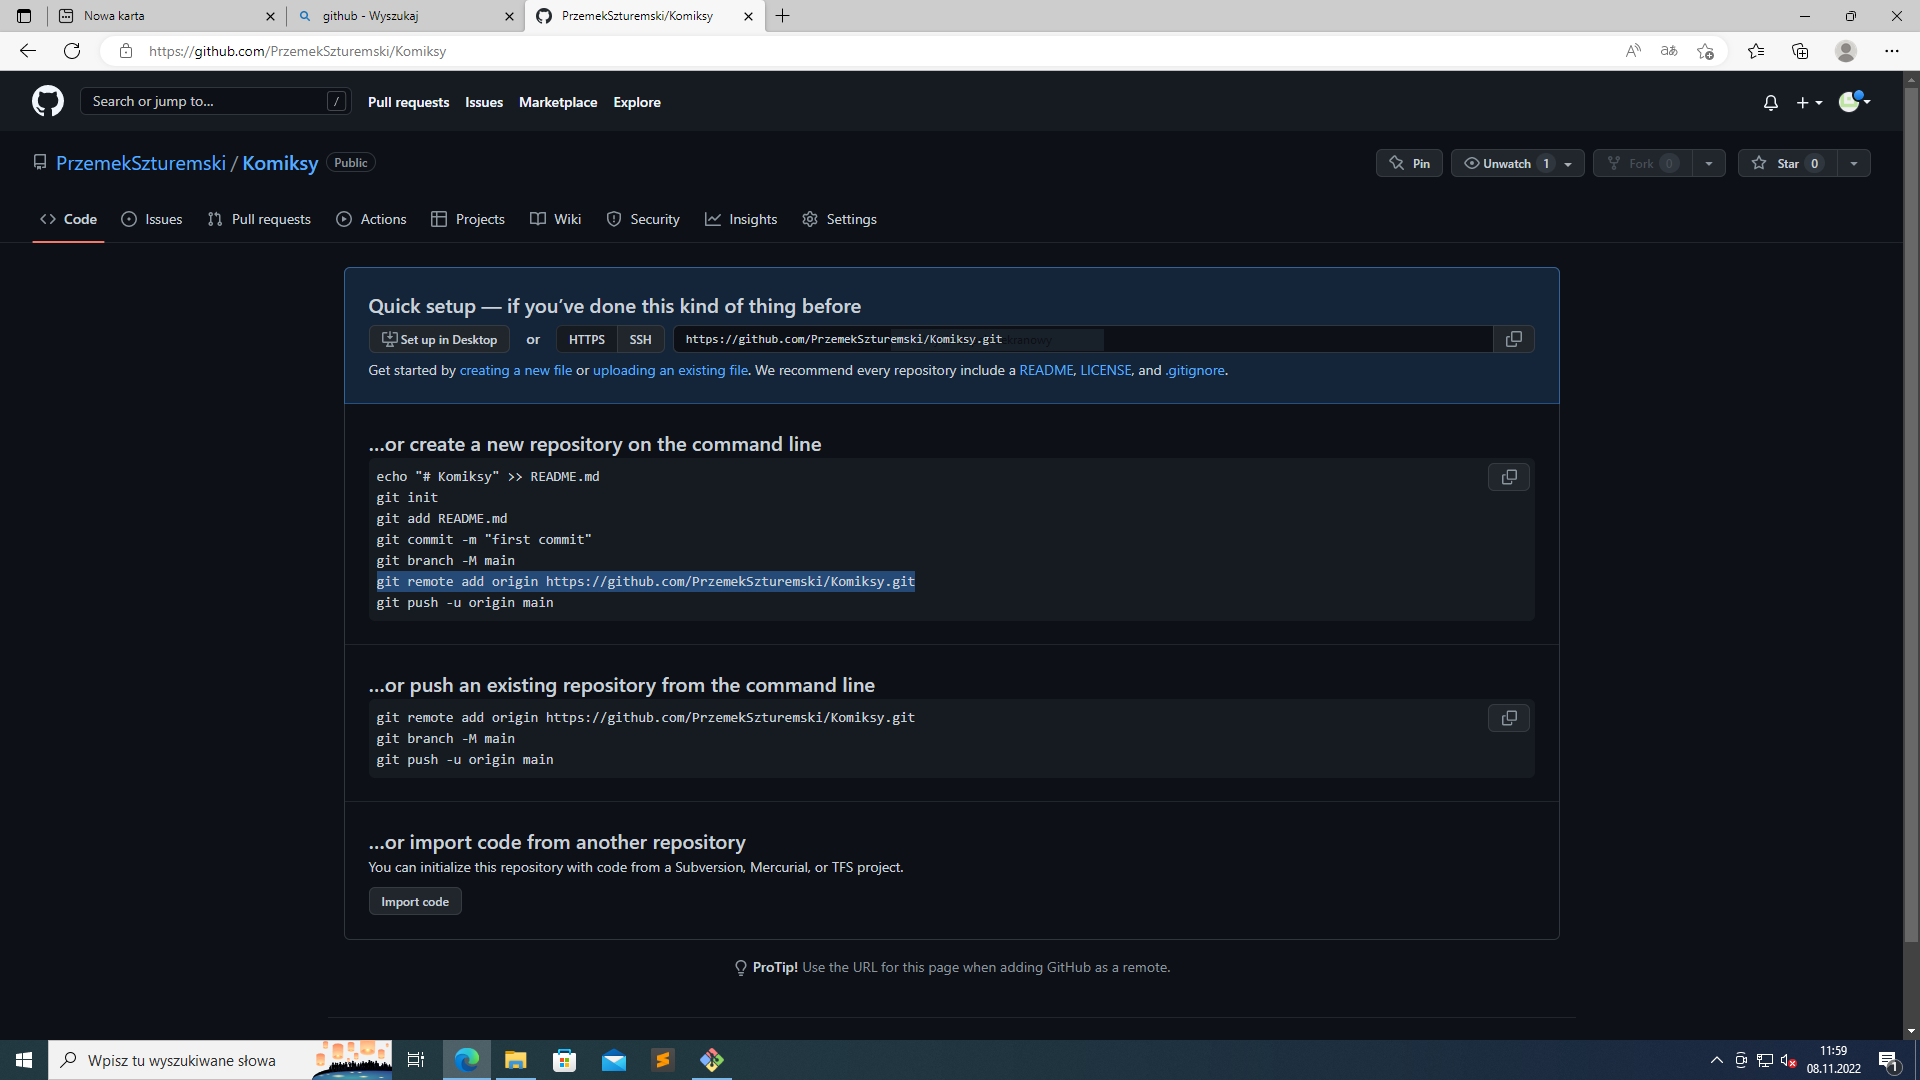 Nowa karta
github - Wyszukaj
PrzemekSzturemski/Komiksy
https://github.com/PrzemekSzturemski/Komiksy
Search or jump to...
/
Pull requests
Issues
Marketplace
Explore
PrzemekSzturemski / Komiksy
Public
Pin
Unwatch 1
Fork 0
Star 0
Code
Issues
Pull requests
Actions
Projects
Wiki
Security
Insights
Settings
Quick setup — if you’ve done this kind of thing before
Set up in Desktop
or
HTTPS
SSH
https://github.com/PrzemekSzturemski/Komiksy.git
Get started by creating a new file or uploading an existing file. We recommend every repository include a README, LICENSE, and .gitignore.
…or create a new repository on the command line
echo "# Komiksy" >> README.md
git init
git add README.md
git commit -m "first commit"
git branch -M main
git remote add origin https://github.com/PrzemekSzturemski/Komiksy.git
git push -u origin main
…or push an existing repository from the command line
git remote add origin https://github.com/PrzemekSzturemski/Komiksy.git
git branch -M main
git push -u origin main
…or import code from another repository
You can initialize this repository with code from a Subversion, Mercurial, or TFS project.
Import code
ProTip! Use the URL for this page when adding GitHub as a remote.
Wpisz tu wyszukiwane słowa
11:59
08.11.2022
1